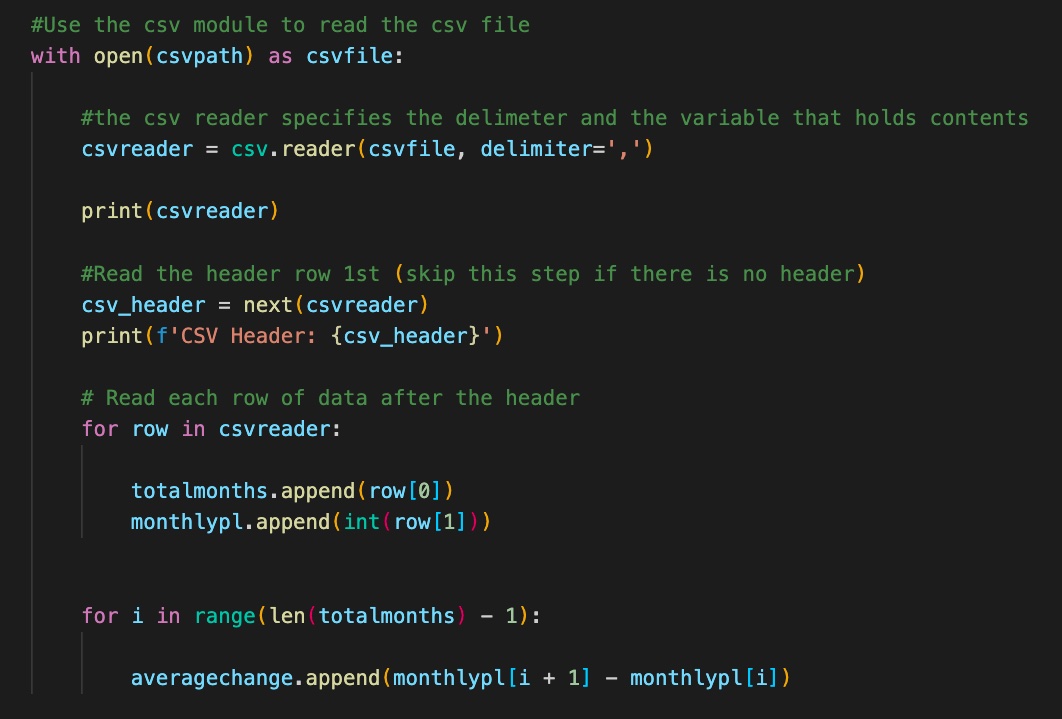 #Use the csv module to read the csv file
with open(csvpath) as csvfile:
#the csv reader specifies the delimeter and the variable that holds contents
csvreader = csv.reader(csvfile, delimiter=',')
print(csvreader)
#Read the header row 1st (skip this step if there is no header)
csv_header = next(csvreader)
print(f'CSV Header: {csv_header}')
# Read each row of data after the header
for row in csvreader:
totalmonths.append(row[0])
monthlypl.append(int(row[1]))
for i in range(len(totalmonths) - 1):
averagechange.append(monthlypl[i + 1] - monthlypl[i])